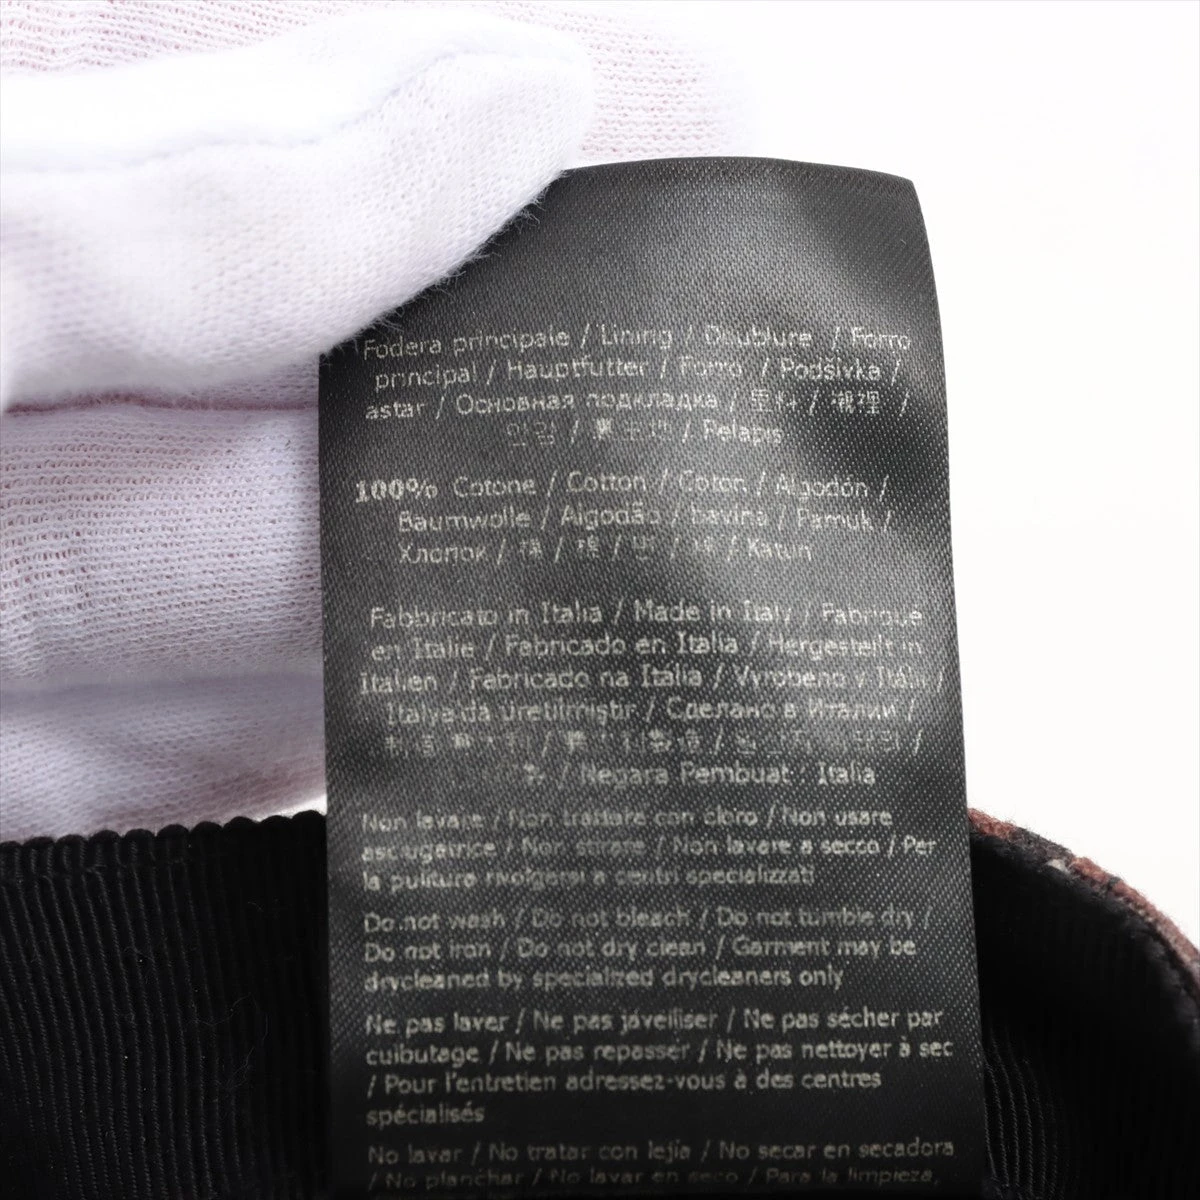 Fodera principale / Lining / Doublure / Forro
principal / Hauptfutter / Forro / Podšívka /
astar / Основная подкладка / 里料 / 襯裡 /
안감 / / Pelapis
100% Cotone / Cotton / Coton / Algodón /
Baumwolle / Algodão / bavlna / Pamuk /
Хлопок / 棉 / 棉 / 면 / 綿 / Katun
Fabbricato in Italia / Made in Italy / Fabriqué
en Italie / Fabricado en Italia / Hergestellt in
Italien / Fabricado na Italia / Vyrobeno v Itálii /
Italya'da üretilmiştir / Сделано в Италии /
/ Negara Pembuat : Italia
Non lavare / Non trattare con cloro / Non usare
asciugatrice / Non stirare / Non lavare a secco / Per
la pulitura rivolgersi a centri specializzati
Do not wash / Do not bleach / Do not tumble dry /
Do not iron / Do not dry clean / Garment may be
drycleaned by specialized drycleaners only
Ne pas laver / Ne pas javelliser / Ne pas sécher par
culbutage / Ne pas repasser / Ne pas nettoyer à sec
/ Pour l'entretien adressez-vous à des centres
spécialisés
No lavar / No tratar con lejía / No secar en secadora
/ No planchar / No lavar en seco / Para la limpieza,